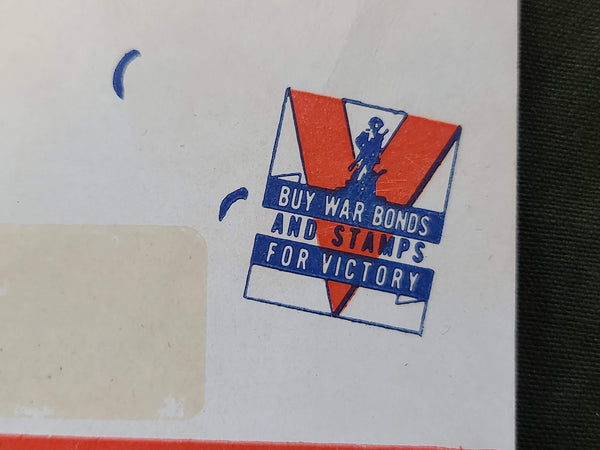 BUY WAR BONDS
AND STAMPS
FOR VICTORY